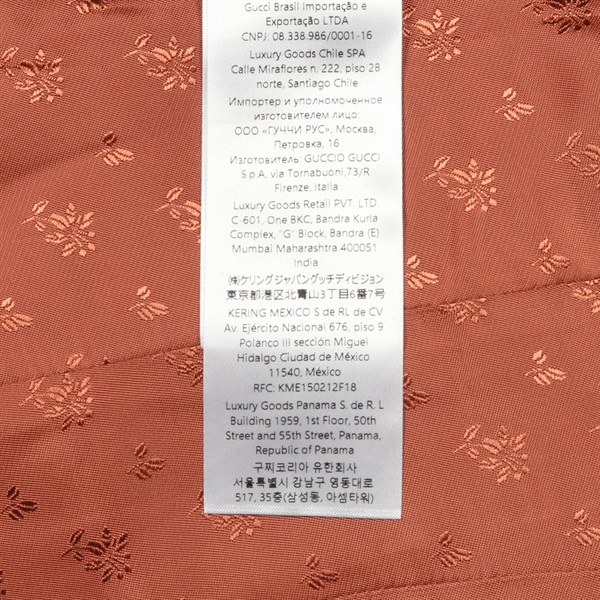 Gucci Brasil Importação e
Exportação LTDA
CNPJ: 08.338.986/0001-16
Luxury Goods Chile SPA
Calle Miraflores n. 222, piso 28
norte, Santiago Chile
Импортер и уполномоченное
изготовителем лицо:
ООО «ГУЧЧИ РУС», Москва,
Петровка, 16
Изготовитель: GUCCIO GUCCI
S.p.A, via Tornabuoni,73/R
Firenze, Italia
Luxury Goods Retail PVT. LTD.
C-601, One BKC, Bandra Kurla
Complex, "G" Block, Bandra (E)
Mumbai Maharashtra 400051
India
㈱ケリングジャパングッチディビジョン
東京都港区北青山3丁目6番7号
KERING MEXICO S de RL de CV
Av. Ejército Nacional 676, piso 9
Polanco iii sección Miguel
Hidalgo Ciudad de México
11540, México
RFC: KME150212F18
Luxury Goods Panama S. de R. L
Building 1959, 1st Floor, 50th
Street and 55th Street, Panama,
Republic of Panama
구찌코리아 유한회사
서울특별시 강남구 영동대로
517, 35층(삼성동, 아셈타워)